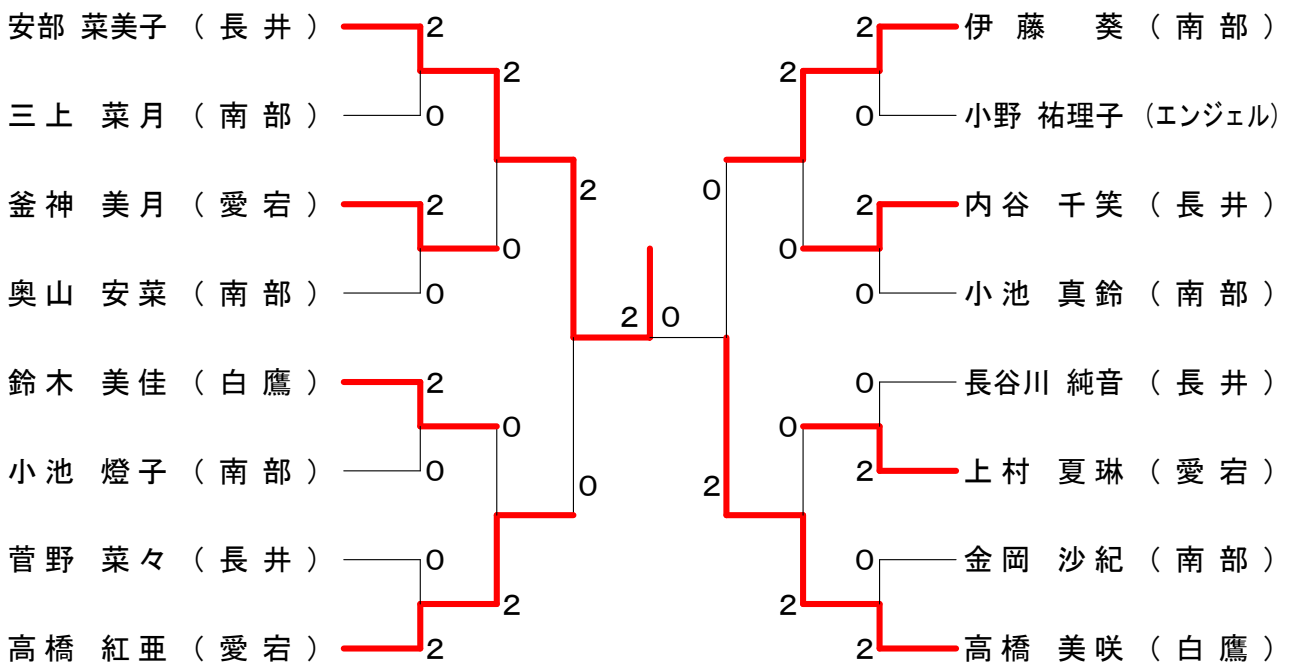 安部 菜美子 （ 長 井 ） 2 2 伊 藤 葵 （ 南 部 ）
2 2
三 上 菜 月 （ 南 部 ） 0 0 小野 祐理子 （エンジェル）
2 0
釜 神 美 月 （ 愛 宕 ） 2 2 内 谷 千 笑 （ 長 井 ）
0 0
奥 山 安 菜 （ 南 部 ） 0 0 小 池 真 鈴 （ 南 部 ）
2 0
鈴 木 美 佳 （ 白 鷹 ） 2 0 長谷川 純音 （ 長 井 ）
0 0
小 池 燈 子 （ 南 部 ） 0 2 上 村 夏 琳 （ 愛 宕 ）
0 2
菅 野 菜 々 （ 長 井 ） 0 0 金 岡 沙 紀 （ 南 部 ）
2 2
高 橋 紅 亜 （ 愛 宕 ） 2 2 高 橋 美 咲 （ 白 鷹 ）